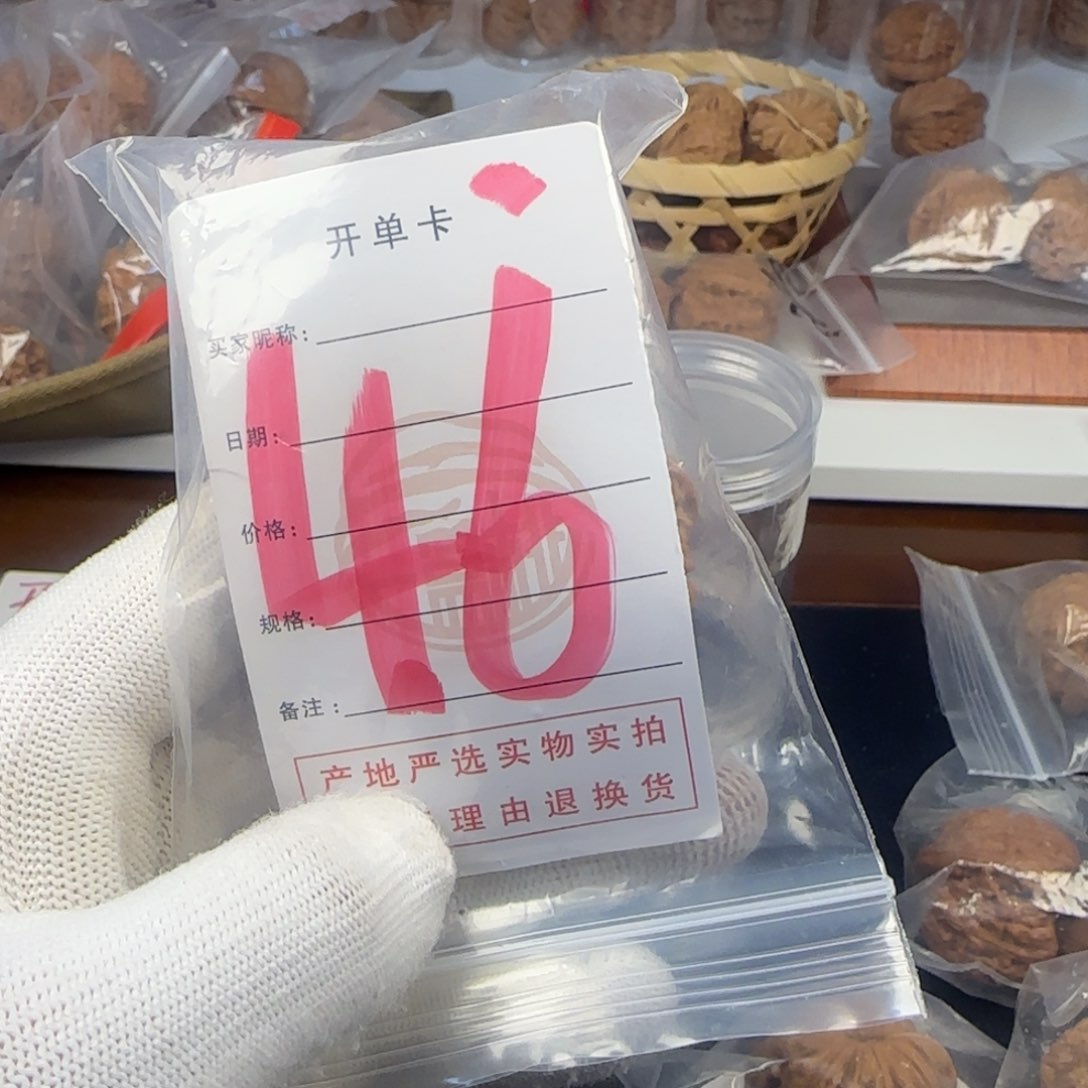 开单卡
买家昵称：
日期：
价格：
规格：
备注：
46
产地严选实物实拍
理由退换货